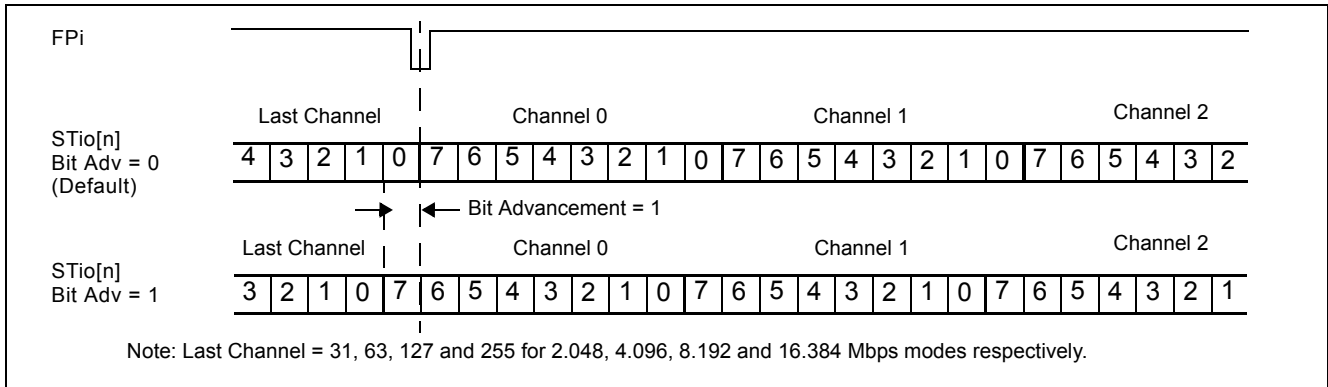 FPi
Last Channel Channel 0 Channel 1 Channel 2
STio[n]
Bit Adv = 0
(Default)
4 3 2 1 0 7 6 5 4 3 2 1 0 7 6 5 4 3 2 1 0 7 6 5 4 3 2
Bit Advancement = 1
Last Channel Channel 0 Channel 1 Channel 2
STio[n]
Bit Adv = 1
3 2 1 0 7 6 5 4 3 2 1 0 7 6 5 4 3 2 1 0 7 6 5 4 3 2 1
Note: Last Channel = 31, 63, 127 and 255 for 2.048, 4.096, 8.192 and 16.384 Mbps modes respectively.